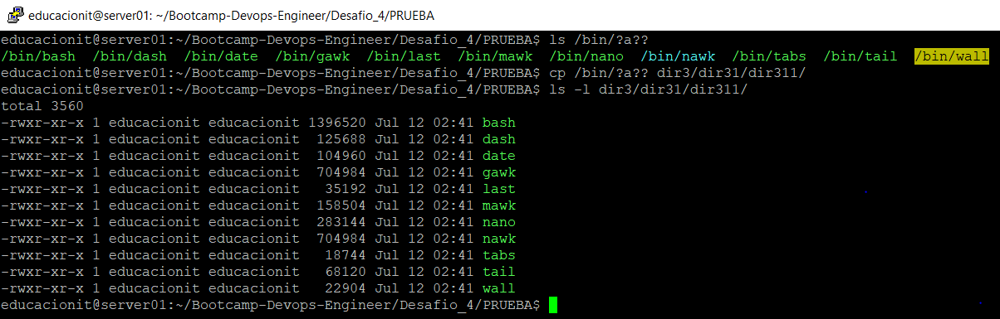 educacionit@server01: ~/Bootcamp-Devops-Engineer/Desafio_4/PRUEBA
educacionit@server01:~/Bootcamp-Devops-Engineer/Desafio_4/PRUEBA$ ls /bin/?a??
/bin/bash  /bin/dash  /bin/date  /bin/gawk  /bin/last  /bin/mawk  /bin/nano  /bin/nawk  /bin/tabs  /bin/tail  /bin/wall
educacionit@server01:~/Bootcamp-Devops-Engineer/Desafio_4/PRUEBA$ cp /bin/?a?? dir3/dir31/dir311/
educacionit@server01:~/Bootcamp-Devops-Engineer/Desafio_4/PRUEBA$ ls -l dir3/dir31/dir311/
total 3560
-rwxr-xr-x 1 educacionit educacionit 1396520 Jul 12 02:41 bash
-rwxr-xr-x 1 educacionit educacionit  125688 Jul 12 02:41 dash
-rwxr-xr-x 1 educacionit educacionit  104960 Jul 12 02:41 date
-rwxr-xr-x 1 educacionit educacionit  704984 Jul 12 02:41 gawk
-rwxr-xr-x 1 educacionit educacionit   35192 Jul 12 02:41 last
-rwxr-xr-x 1 educacionit educacionit  158504 Jul 12 02:41 mawk
-rwxr-xr-x 1 educacionit educacionit  283144 Jul 12 02:41 nano
-rwxr-xr-x 1 educacionit educacionit  704984 Jul 12 02:41 nawk
-rwxr-xr-x 1 educacionit educacionit   18744 Jul 12 02:41 tabs
-rwxr-xr-x 1 educacionit educacionit   68120 Jul 12 02:41 tail
-rwxr-xr-x 1 educacionit educacionit   22904 Jul 12 02:41 wall
educacionit@server01:~/Bootcamp-Devops-Engineer/Desafio_4/PRUEBA$